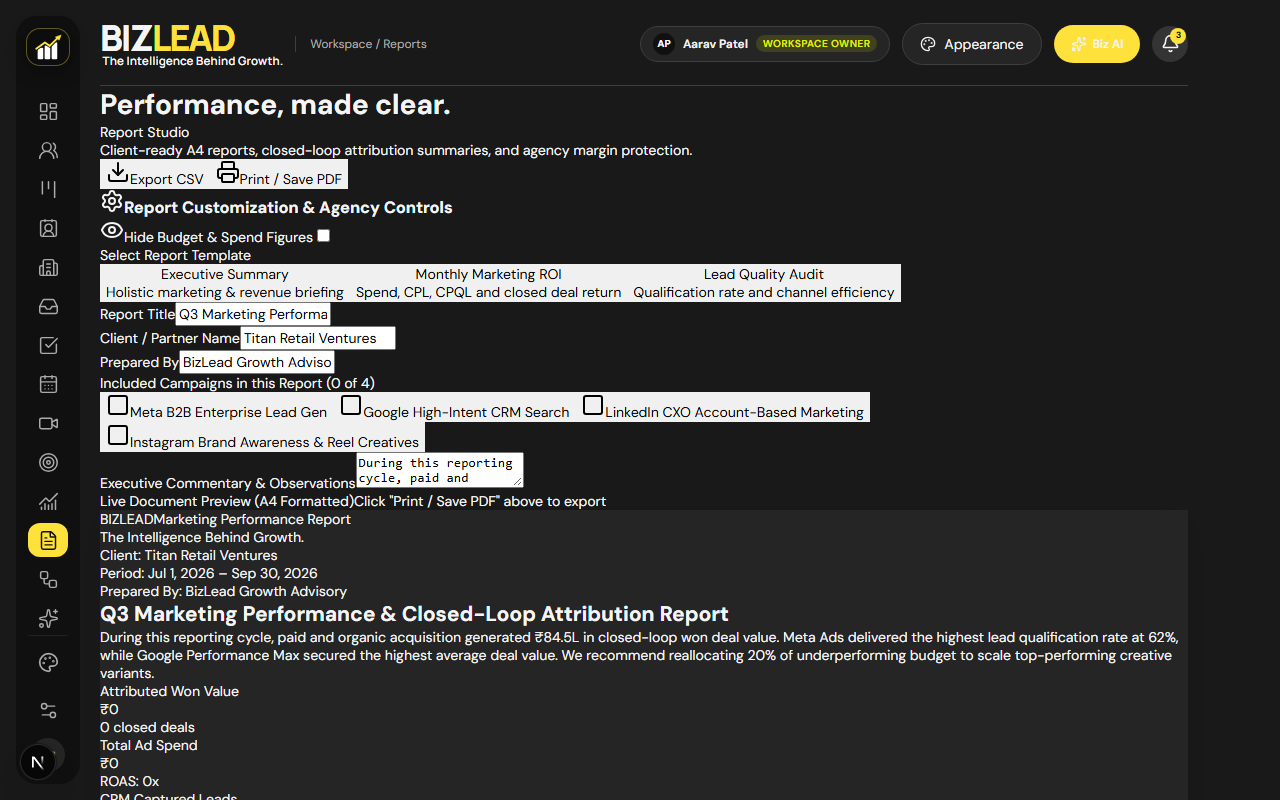 BIZLEAD
The Intelligence Behind Growth.
Workspace / Reports
AP Aarav Patel WORKSPACE OWNER
Appearance
Biz AI
3
Performance, made clear.
Report Studio
Client-ready A4 reports, closed-loop attribution summaries, and agency margin protection.
Export CSV Print / Save PDF
Report Customization & Agency Controls
Hide Budget & Spend Figures
Select Report Template
Executive Summary Monthly Marketing ROI Lead Quality Audit
Holistic marketing & revenue briefing Spend, CPL, CPQL and closed deal return Qualification rate and channel efficiency
Report Title Q3 Marketing Performa
Client / Partner Name Titan Retail Ventures
Prepared By BizLead Growth Adviso
Included Campaigns in this Report (0 of 4)
Meta B2B Enterprise Lead Gen Google High-Intent CRM Search LinkedIn CXO Account-Based Marketing
Instagram Brand Awareness & Reel Creatives
During this reporting
cycle, paid and
Executive Commentary & Observations
Live Document Preview (A4 Formatted)Click "Print / Save PDF" above to export
BIZLEADMarketing Performance Report
The Intelligence Behind Growth.
Client: Titan Retail Ventures
Period: Jul 1, 2026 – Sep 30, 2026
Prepared By: BizLead Growth Advisory
Q3 Marketing Performance & Closed-Loop Attribution Report
During this reporting cycle, paid and organic acquisition generated ₹84.5L in closed-loop won deal value. Meta Ads delivered the highest lead qualification rate at 62%,
while Google Performance Max secured the highest average deal value. We recommend reallocating 20% of underperforming budget to scale top-performing creative
variants.
Attributed Won Value
₹0
0 closed deals
Total Ad Spend
₹0
ROAS: 0x
CRM Captured Leads
N